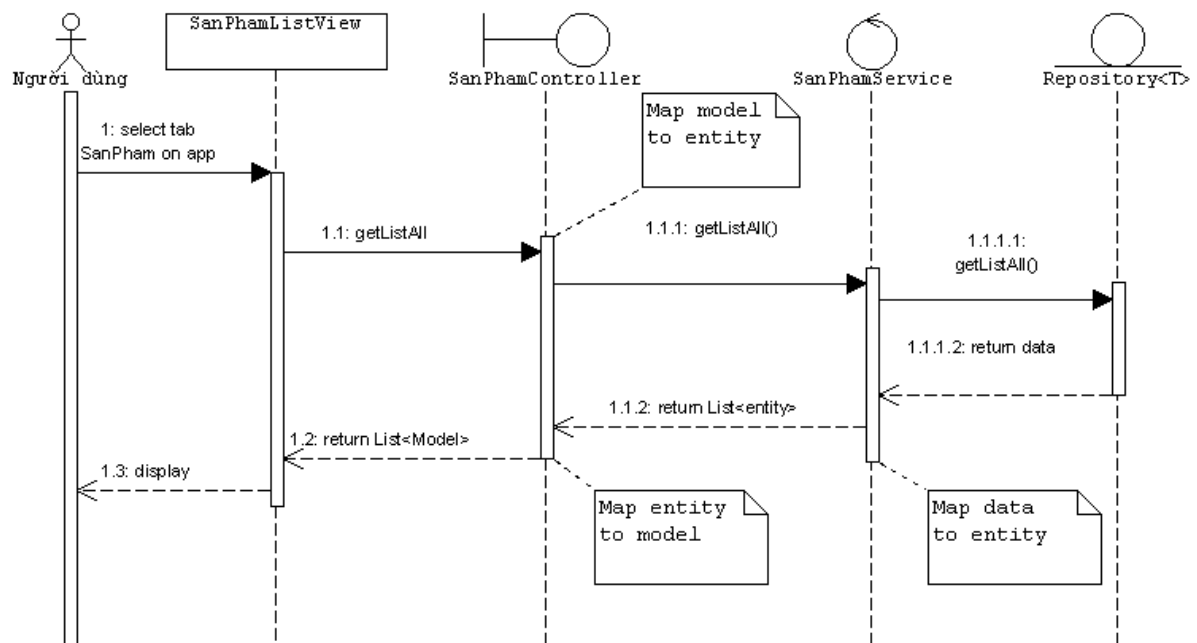 SanPhamListView
Người dùng
SanPhamController
SanPhamService
Repository<T>
Map model
to entity
1: select tab
SanPham on app
1.1: getListAll
1.1.1: getListAll()
1.1.1.1:
getListAll()
1.1.1.2: return data
1.1.2: return List<entity>
1.2: return List<Model>
1.3: display
Map entity
to model
Map data
to entity